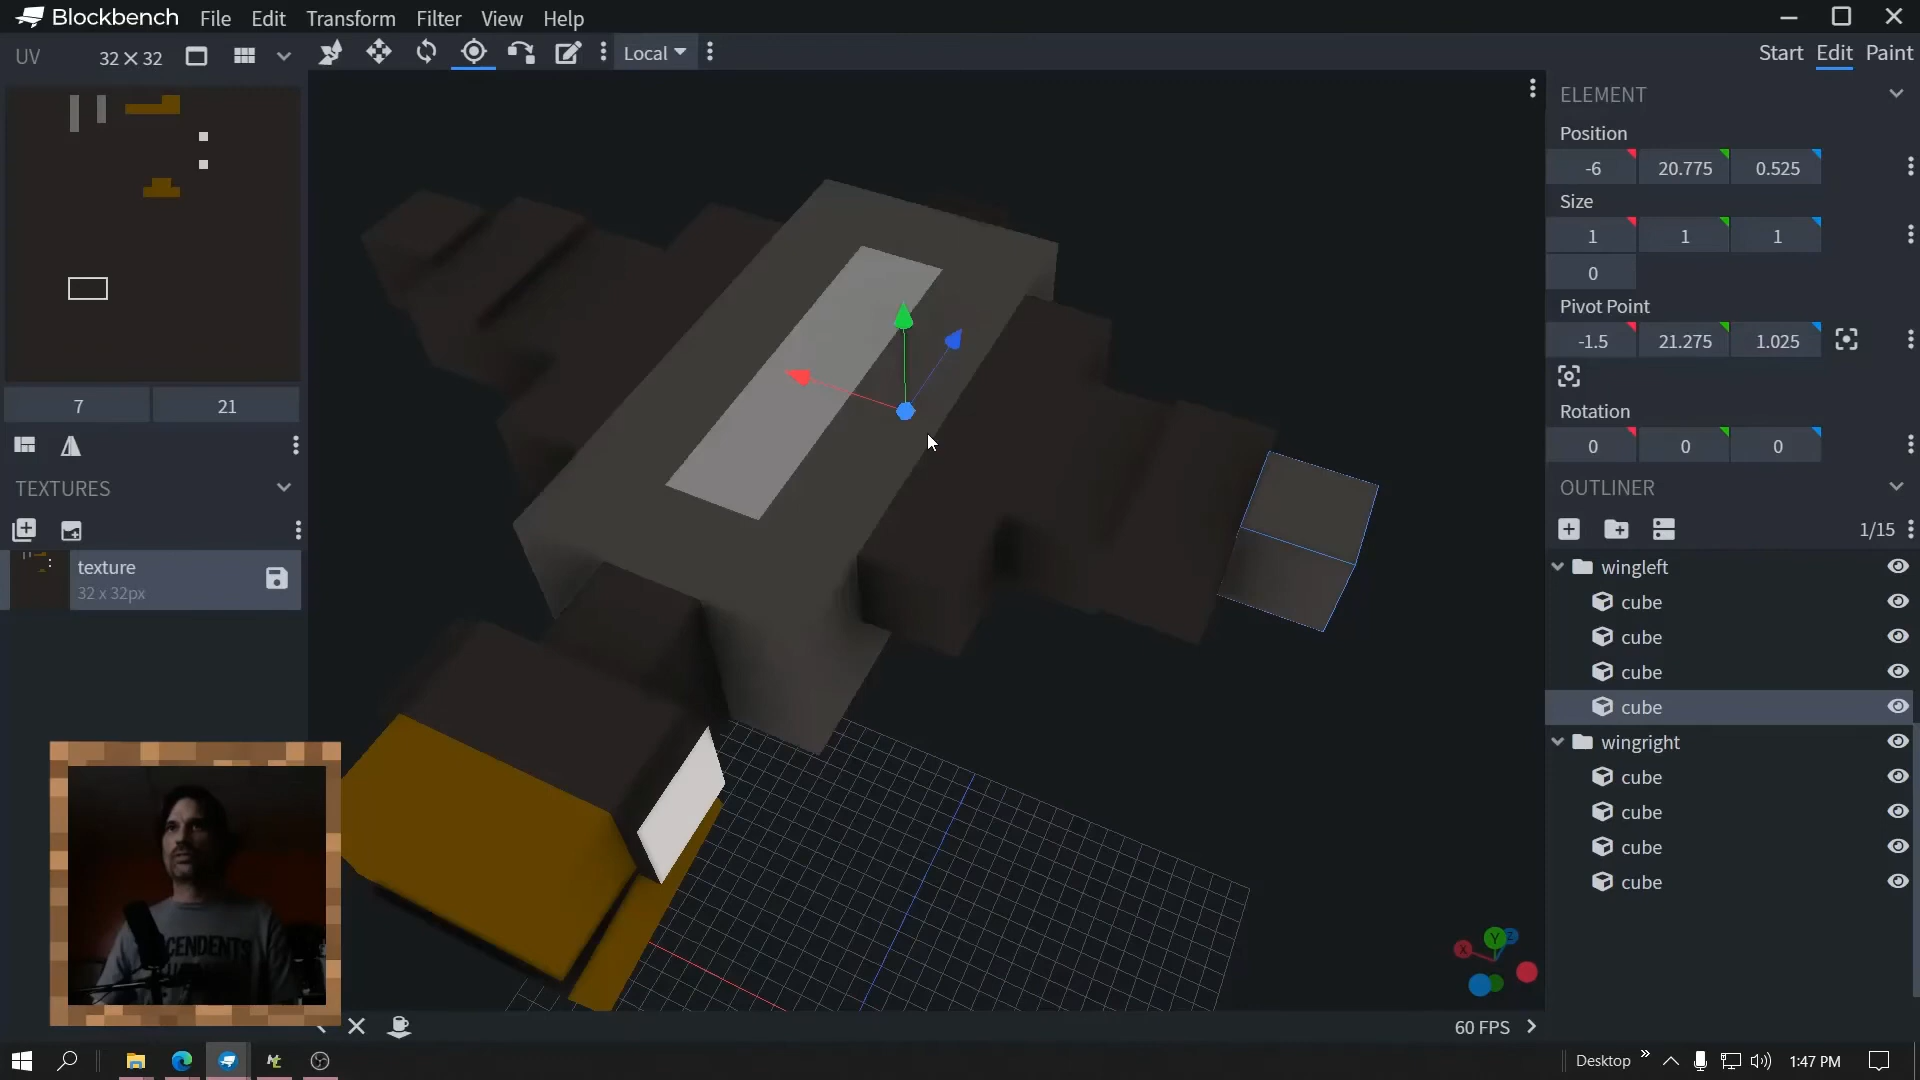 Blockbench File Edit Transform Filter View Help
UV 32 × 32 Local Start Edit Paint
ELEMENT
Position
-6 20.775 0.525
Size
1 1 1
0
Pivot Point
-1.5 21.275 1.025
Rotation
0 0 0
7 21
TEXTURES
texture
32 x 32px
OUTLINER
1/15
wingleft
cube
cube
cube
cube
wingright
cube
cube
cube
cube
X Y Z
60 FPS
Desktop 1:47 PM